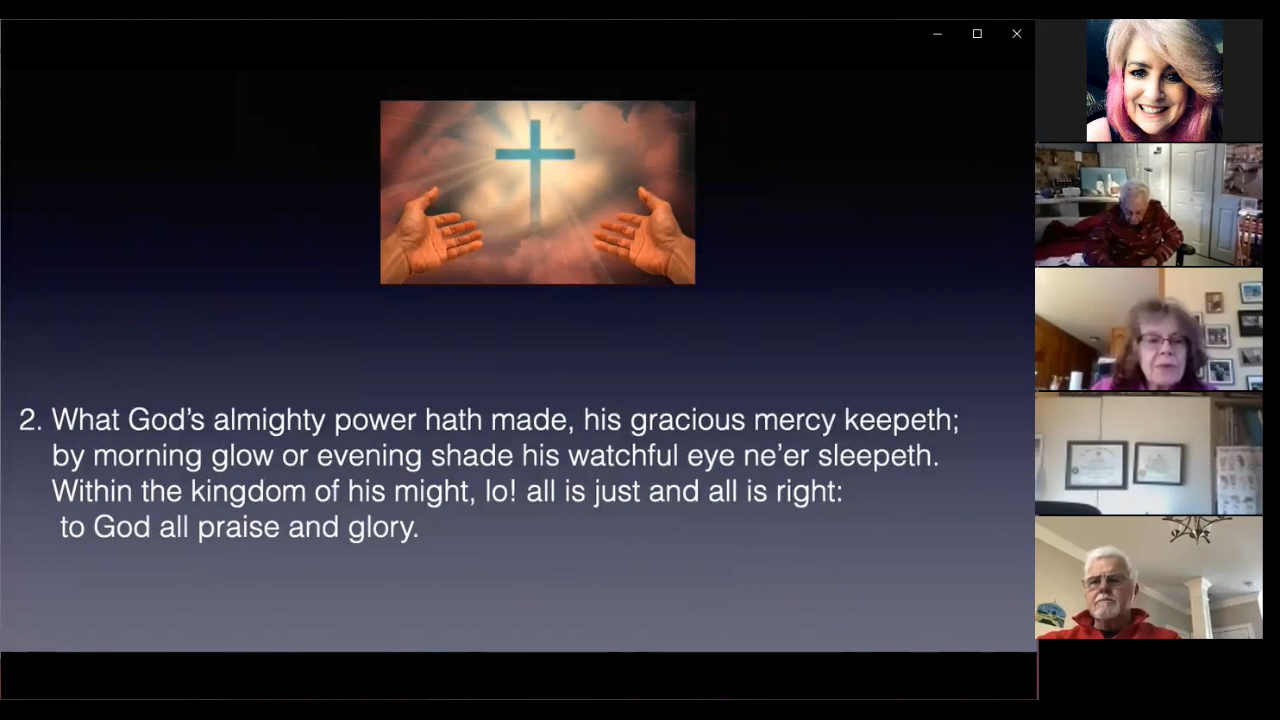 2. What God's almighty power hath made, his gracious mercy keepeth;
by morning glow or evening shade his watchful eye ne'er sleepeth.
Within the kingdom of his might, lo! all is just and all is right:
to God all praise and glory.